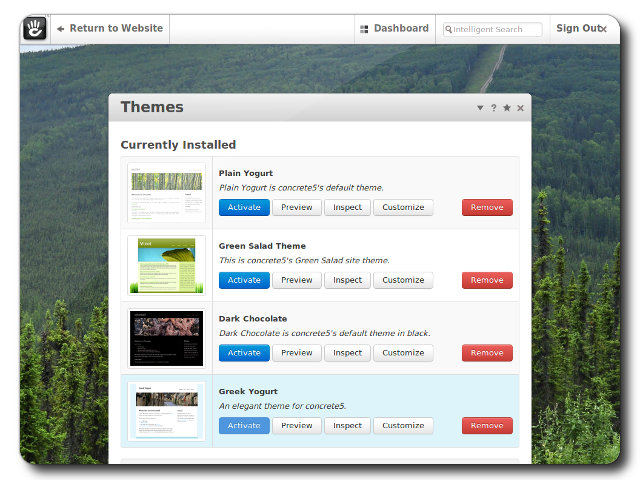 Return to Website
Dashboard
Intelligent Search
Sign Out
Themes
?
Currently Installed
Plain Yogurt
Plain Yogurt is concrete5's default theme.
Activate Preview Inspect Customize Remove
Green Salad Theme
This is concrete5's Green Salad site theme.
Activate Preview Inspect Customize Remove
Dark Chocolate
Dark Chocolate is concrete5's default theme in black.
Activate Preview Inspect Customize Remove
Greek Yogurt
An elegant theme for concrete5.
Activate Preview Inspect Customize Remove